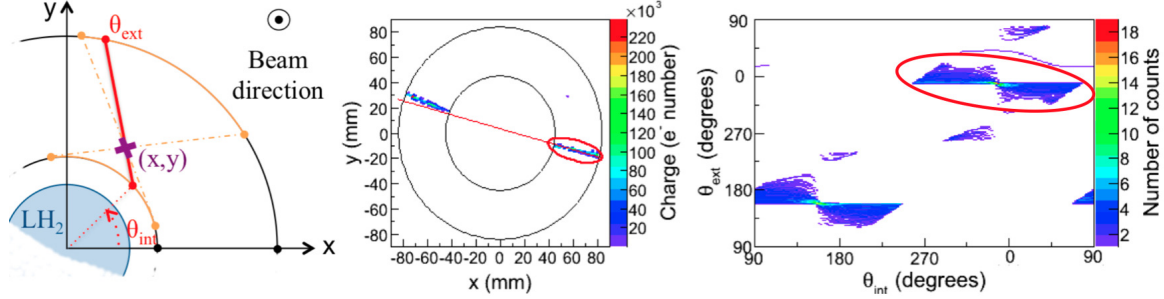 y
θext
Beam
direction
(x,y)
LH2
θint
x
80
60
40
20
0
-20
-40
-60
-80
y (mm)
-80-60-40-20 0 20 40 60 80
x (mm)
×10³
220
200
180
160
140
120
100
80
60
40
20
Charge (e⁻ number)
90
0
270
180
90
θext (degrees)
90 180 270 0 90
θint (degrees)
18
16
14
12
10
8
6
4
2
Number of counts